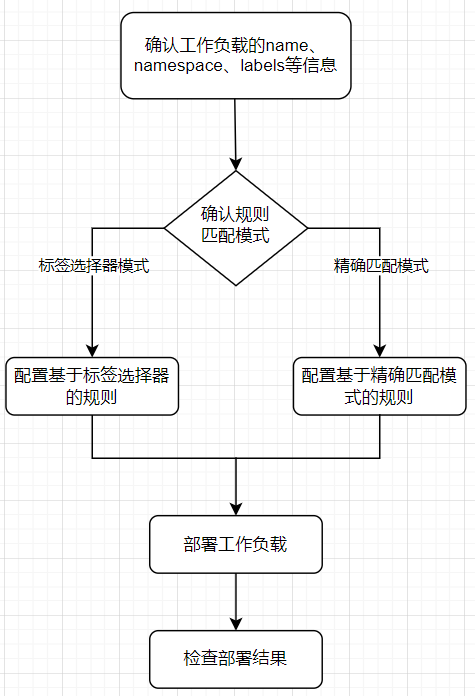 确认工作负载的name、
namespace、labels等信息
确认规则
匹配模式
标签选择器模式
精确匹配模式
配置基于标签选择器
的规则
配置基于精确匹配模
式的规则
部署工作负载
检查部署结果